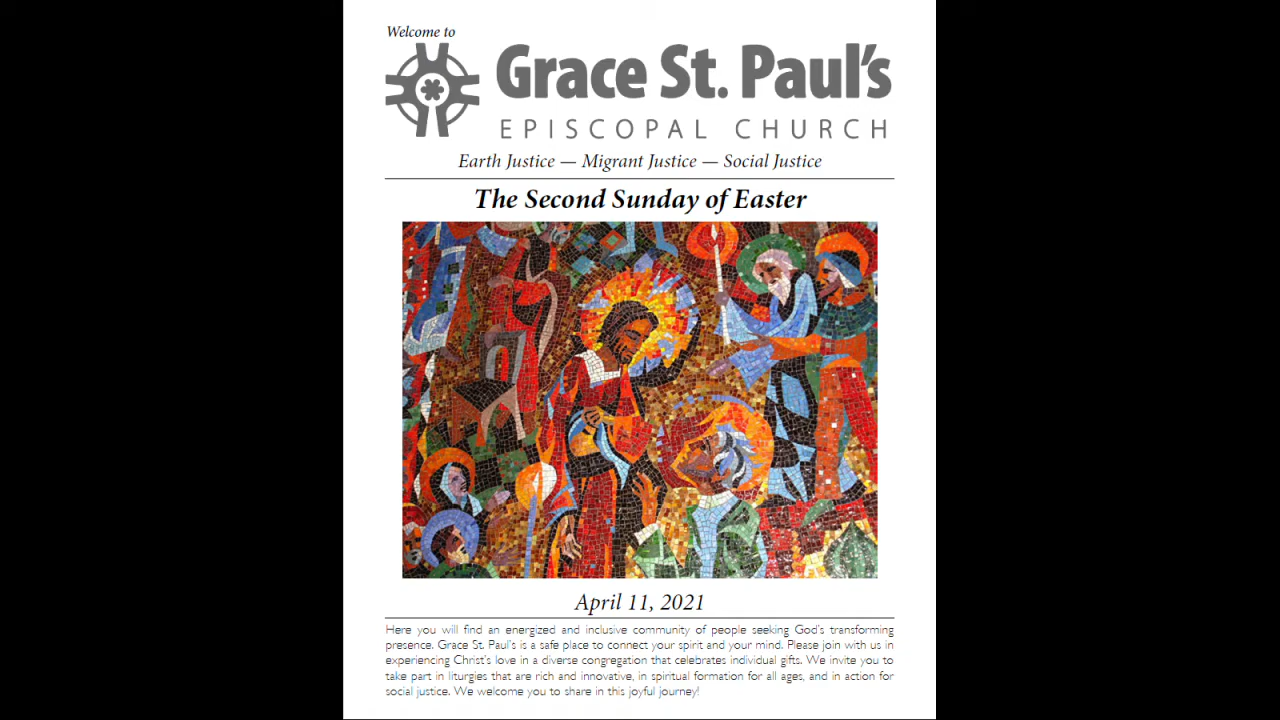 Welcome to
Grace St. Paul's
EPISCOPAL CHURCH
Earth Justice — Migrant Justice — Social Justice
The Second Sunday of Easter
April 11, 2021
Here you will find an energized and inclusive community of people seeking God's transforming
presence. Grace St. Paul's is a safe place to connect your spirit and your mind. Please join with us in
experiencing Christ's love in a diverse congregation that celebrates individual gifts. We invite you to
take part in liturgies that are rich and innovative, in spiritual formation for all ages, and in action for
social justice. We welcome you to share in this joyful journey!